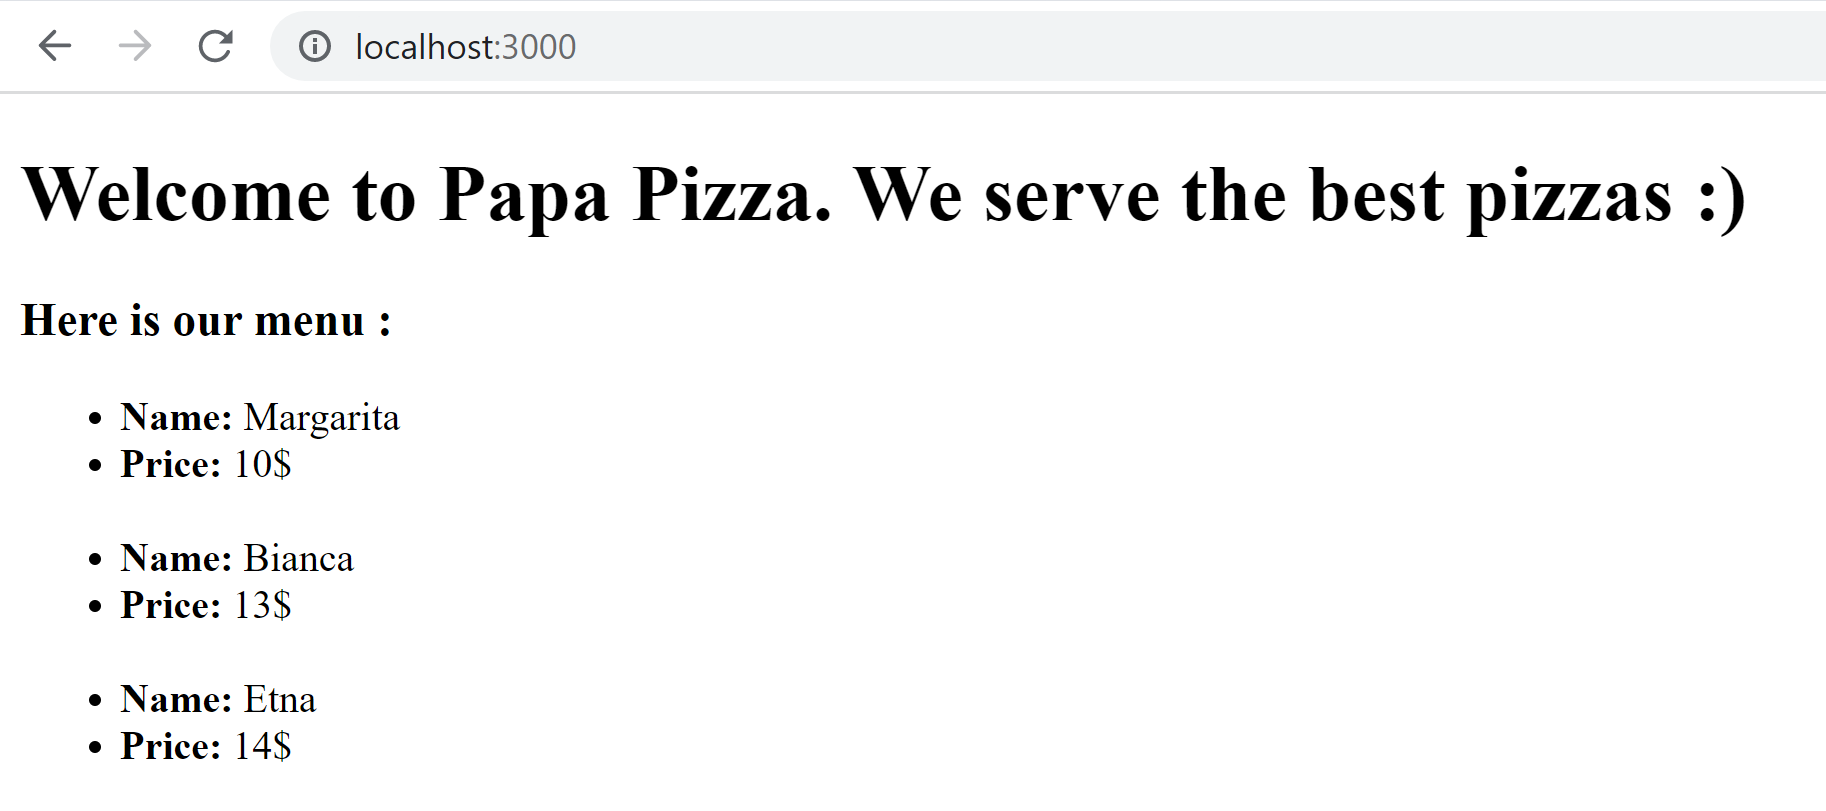 localhost:3000
Welcome to Papa Pizza. We serve the best pizzas :)
Here is our menu :
Name: Margarita
Price: 10$
Name: Bianca
Price: 13$
Name: Etna
Price: 14$